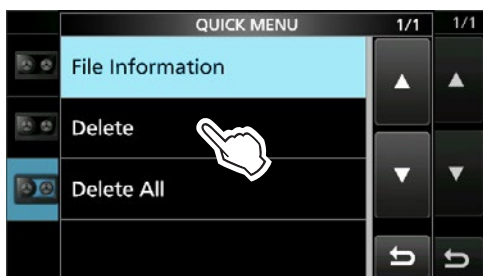 QUICK MENU 1/1 1/1
File Information
Delete
Delete All